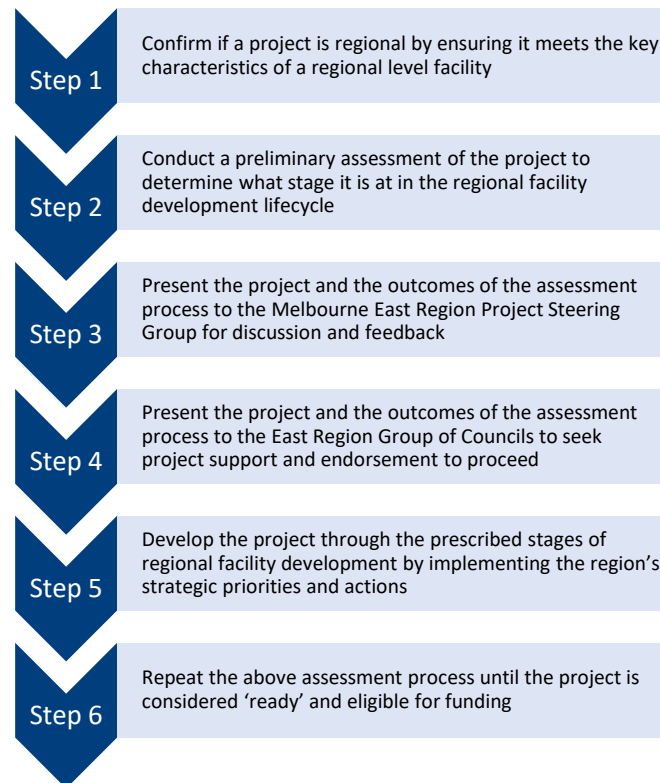 Step 1
Confirm if a project is regional by ensuring it meets the key
characteristics of a regional level facility
Step 2
Conduct a preliminary assessment of the project to
determine what stage it is at in the regional facility
development lifecycle
Step 3
Present the project and the outcomes of the assessment
process to the Melbourne East Region Project Steering
Group for discussion and feedback
Step 4
Present the project and the outcomes of the assessment
process to the East Region Group of Councils to seek
project support and endorsement to proceed
Step 5
Develop the project through the prescribed stages of
regional facility development by implementing the region’s
strategic priorities and actions
Step 6
Repeat the above assessment process until the project is
considered ‘ready’ and eligible for funding